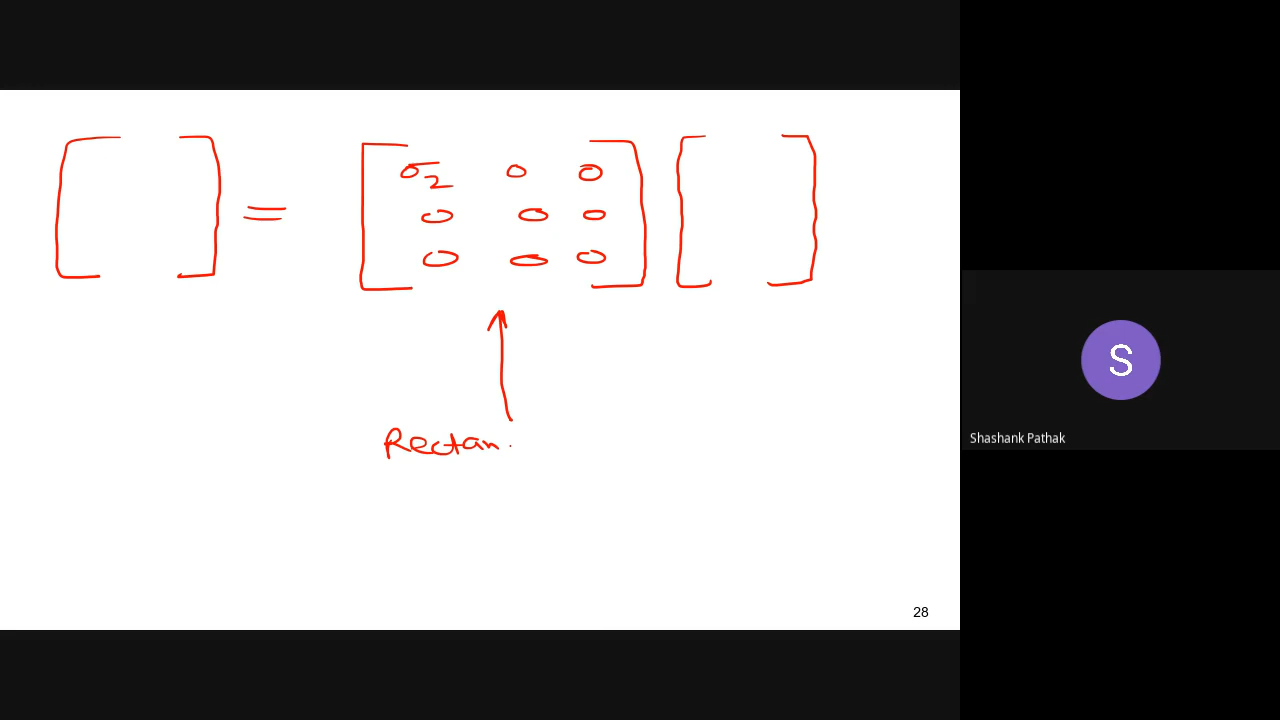 [ ] = [ σ₂ 0 0 ] [ ]
0 0 0
0 0 0
Rectan.
28
S
Shashank Pathak